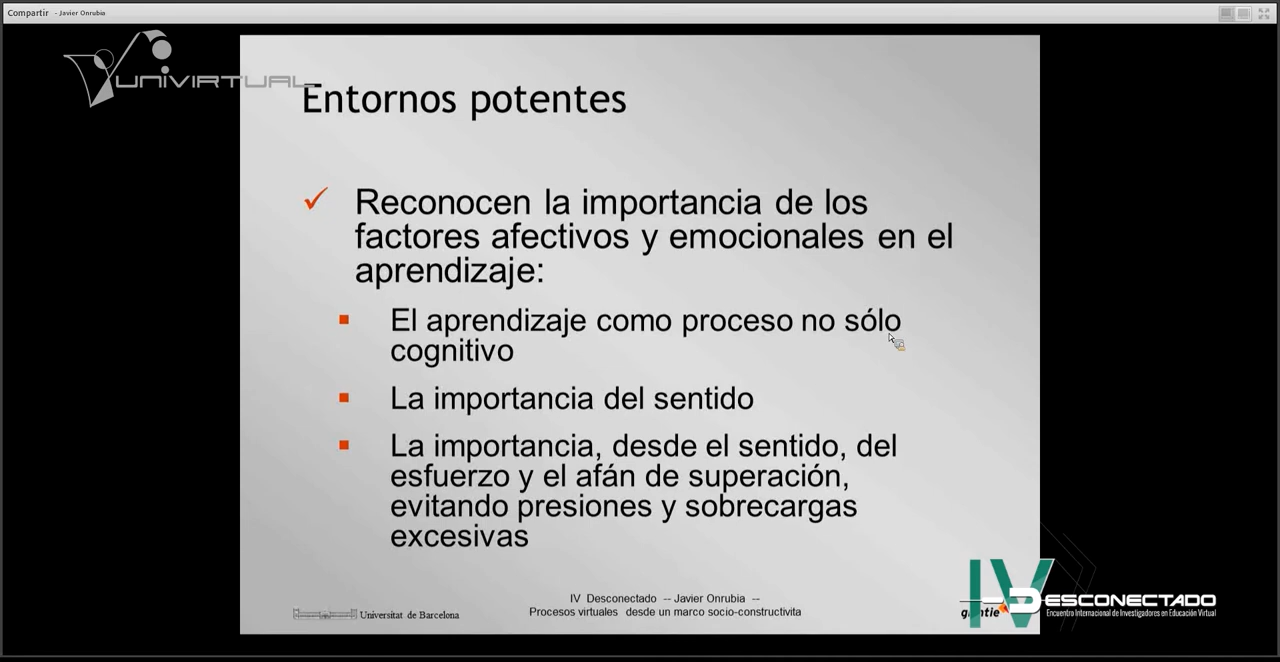 Compartir - Javier Onrubia
UNIVIRTUAL
Entornos potentes
Reconocen la importancia de los
factores afectivos y emocionales en el
aprendizaje:
El aprendizaje como proceso no sólo
cognitivo
La importancia del sentido
La importancia, desde el sentido, del
esfuerzo y el afán de superación,
evitando presiones y sobrecargas
excesivas
Universitat de Barcelona
IV Desconectado -- Javier Onrubia --
Procesos virtuales desde un marco socio-constructivita
IV
DESCONECTADO
Encuentro Internacional de Investigadores en Educación Virtual